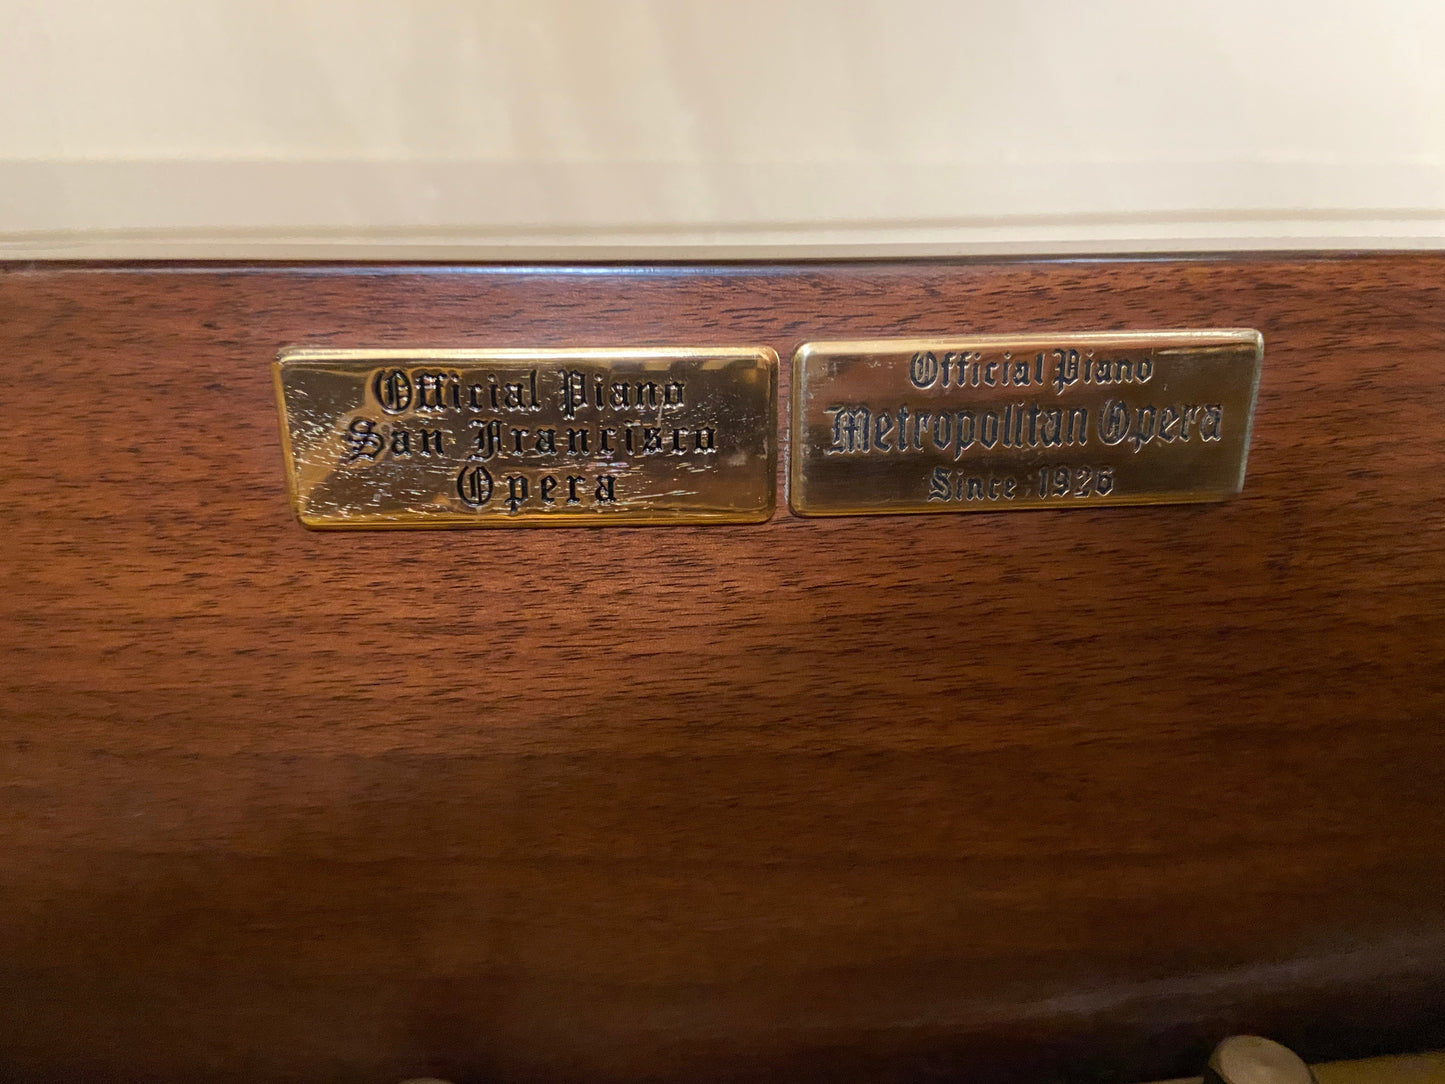 Official Piano
San Francisco
Opera
Official Piano
Metropolitan Opera
Since 1926